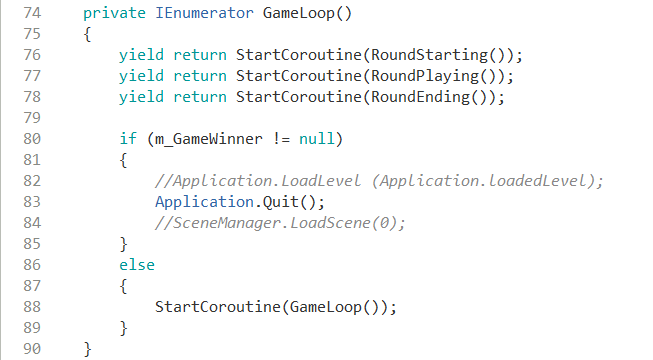 74 private IEnumerator GameLoop()
75 {
76 yield return StartCoroutine(RoundStarting());
77 yield return StartCoroutine(RoundPlaying());
78 yield return StartCoroutine(RoundEnding());
79
80 if (m_GameWinner != null)
81 {
82 //Application.LoadLevel (Application.loadedLevel);
83 Application.Quit();
84 //SceneManager.LoadScene(0);
85 }
86 else
87 {
88 StartCoroutine(GameLoop());
89 }
90 }